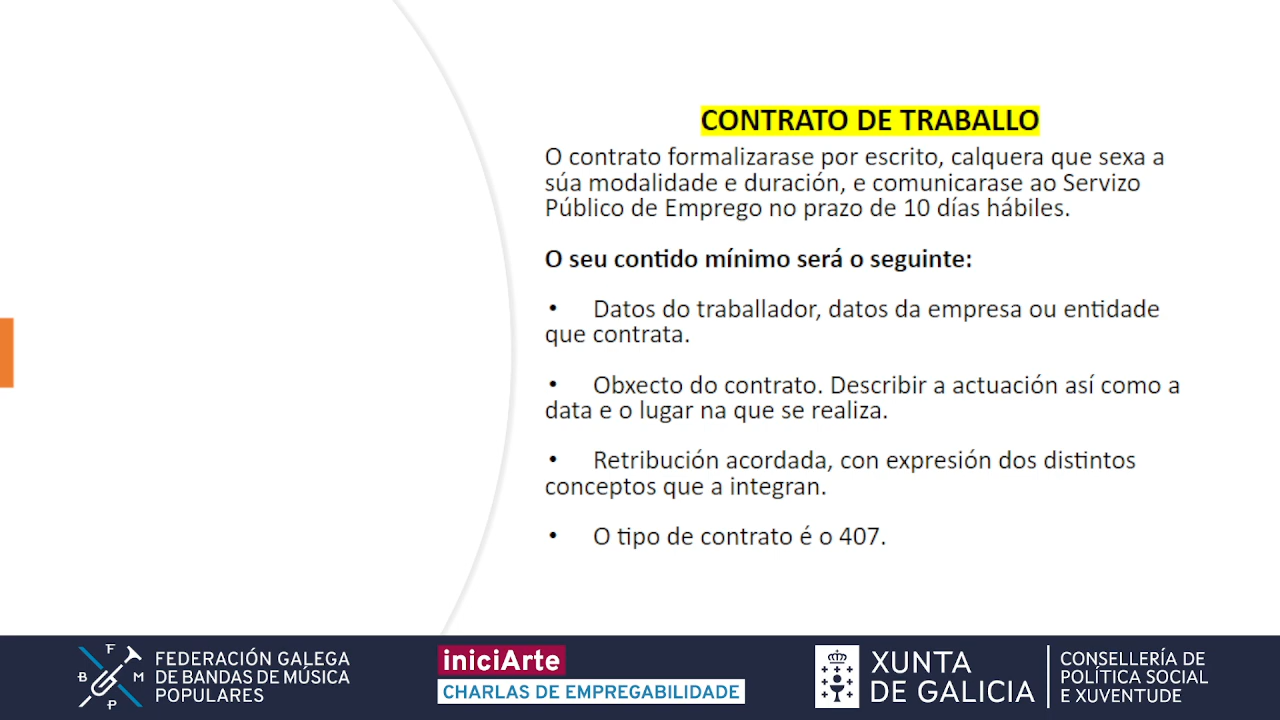 CONTRATO DE TRABALLO
O contrato formalizarase por escrito, calquera que sexa a
súa modalidade e duración, e comunicarase ao Servizo
Público de Emprego no prazo de 10 días hábiles.
O seu contido mínimo será o seguinte:
• Datos do traballador, datos da empresa ou entidade
que contrata.
• Obxecto do contrato. Describir a actuación así como a
data e o lugar na que se realiza.
• Retribución acordada, con expresión dos distintos
conceptos que a integran.
• O tipo de contrato é o 407.
F
B M
P
FEDERACIÓN GALEGA
DE BANDAS DE MÚSICA
POPULARES
iniciArte
CHARLAS DE EMPREGABILIDADE
XUNTA
DE GALICIA
CONSELLERÍA DE
POLÍTICA SOCIAL
E XUVENTUDE